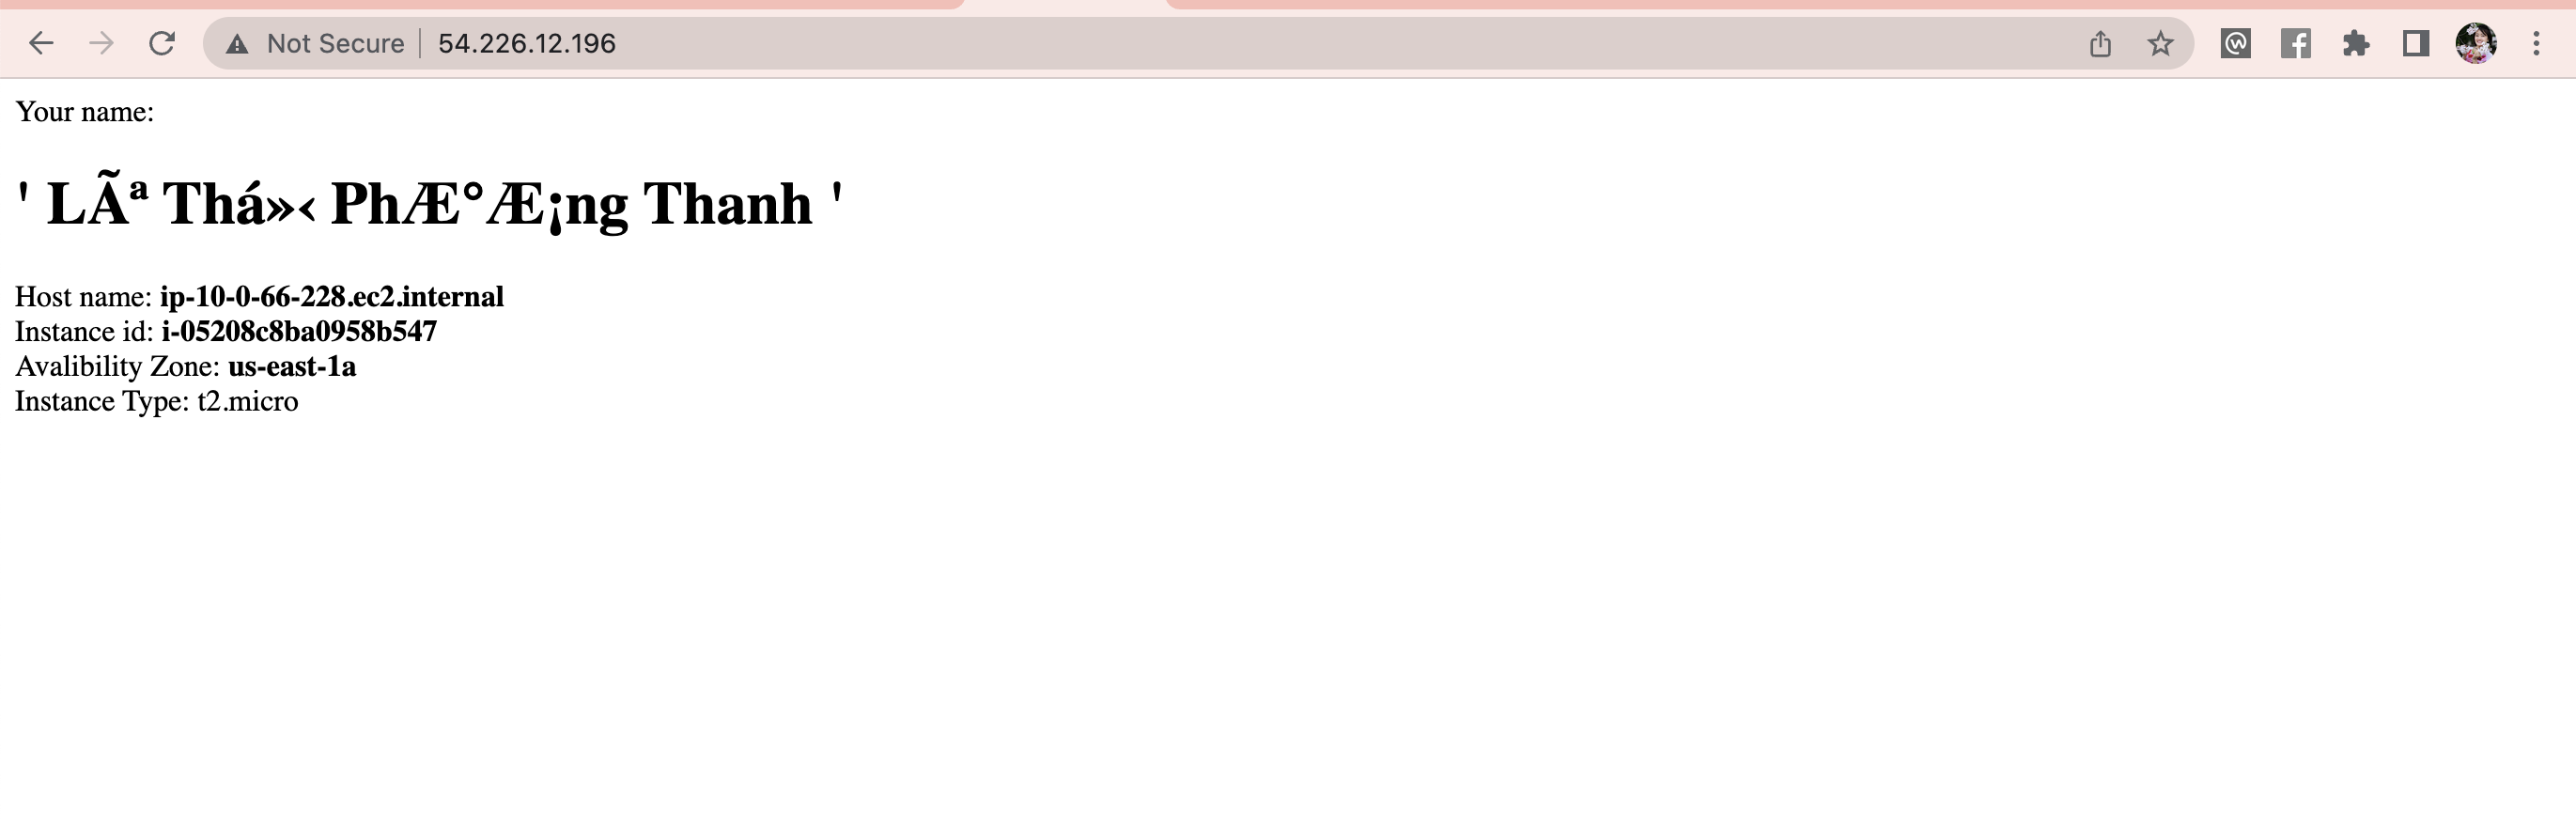 Not Secure | 54.226.12.196
Your name:
' LÃª Thá»‹ PhÆ°Æ¡ng Thanh '
Host name: ip-10-0-66-228.ec2.internal
Instance id: i-05208c8ba0958b547
Avalibility Zone: us-east-1a
Instance Type: t2.micro